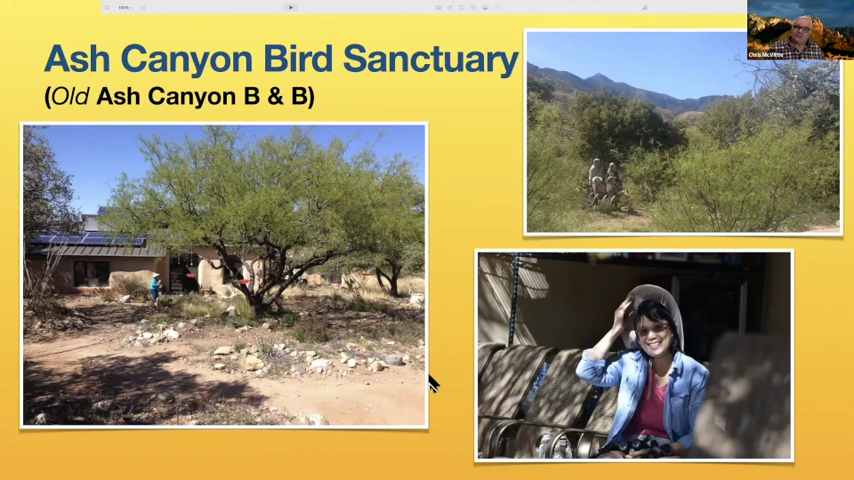 Ash Canyon Bird Sanctuary
(Old Ash Canyon B & B)
Chris McVittie